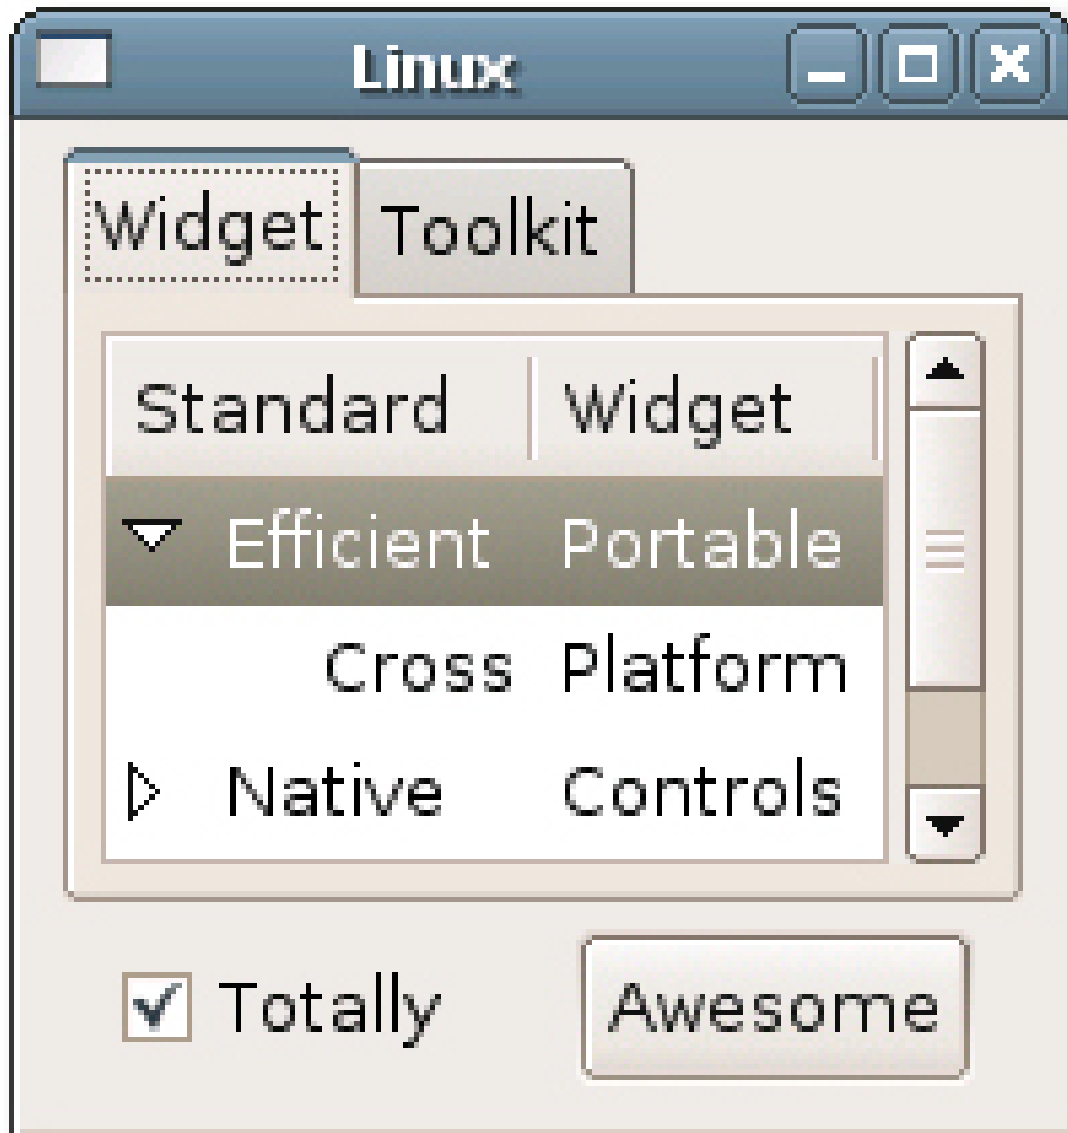 Linux
Widget Toolkit
Standard Widget
Efficient Portable
Cross Platform
Native Controls
Totally Awesome